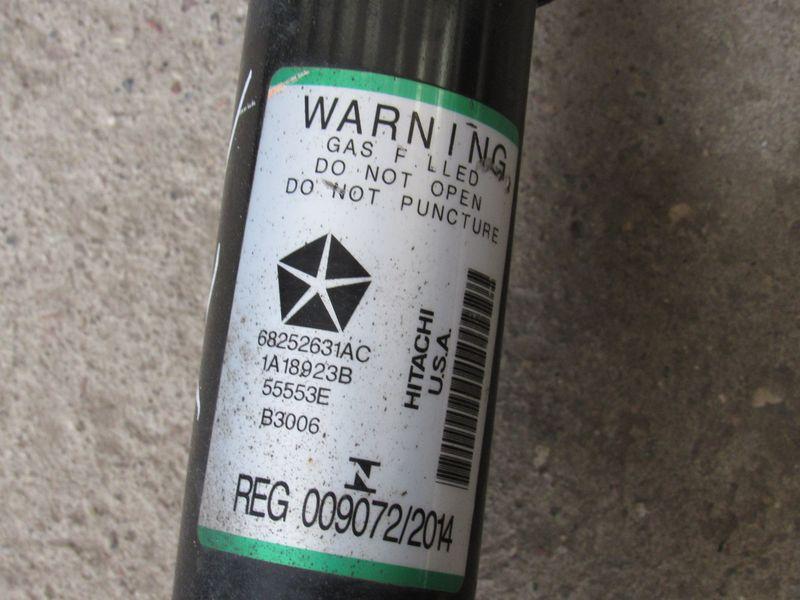 WARNING
GAS F LLED
DO NOT OPEN
DO NOT PUNCTURE
68252631AC
1A18923B
55553E
B3006
HITACHI
U.S.A.
REG 009072/2014